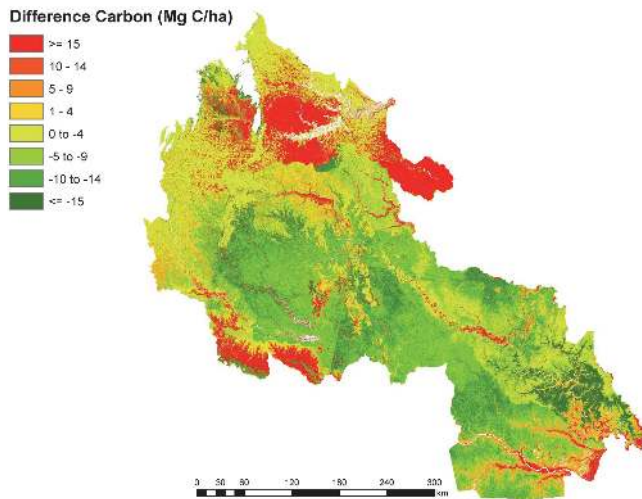 Difference Carbon (Mg C/ha)
>= 15
10 - 14
5 - 9
1 - 4
0 to -4
-5 to -9
-10 to -14
<= -15
0 30 60 120 180 240 300
km